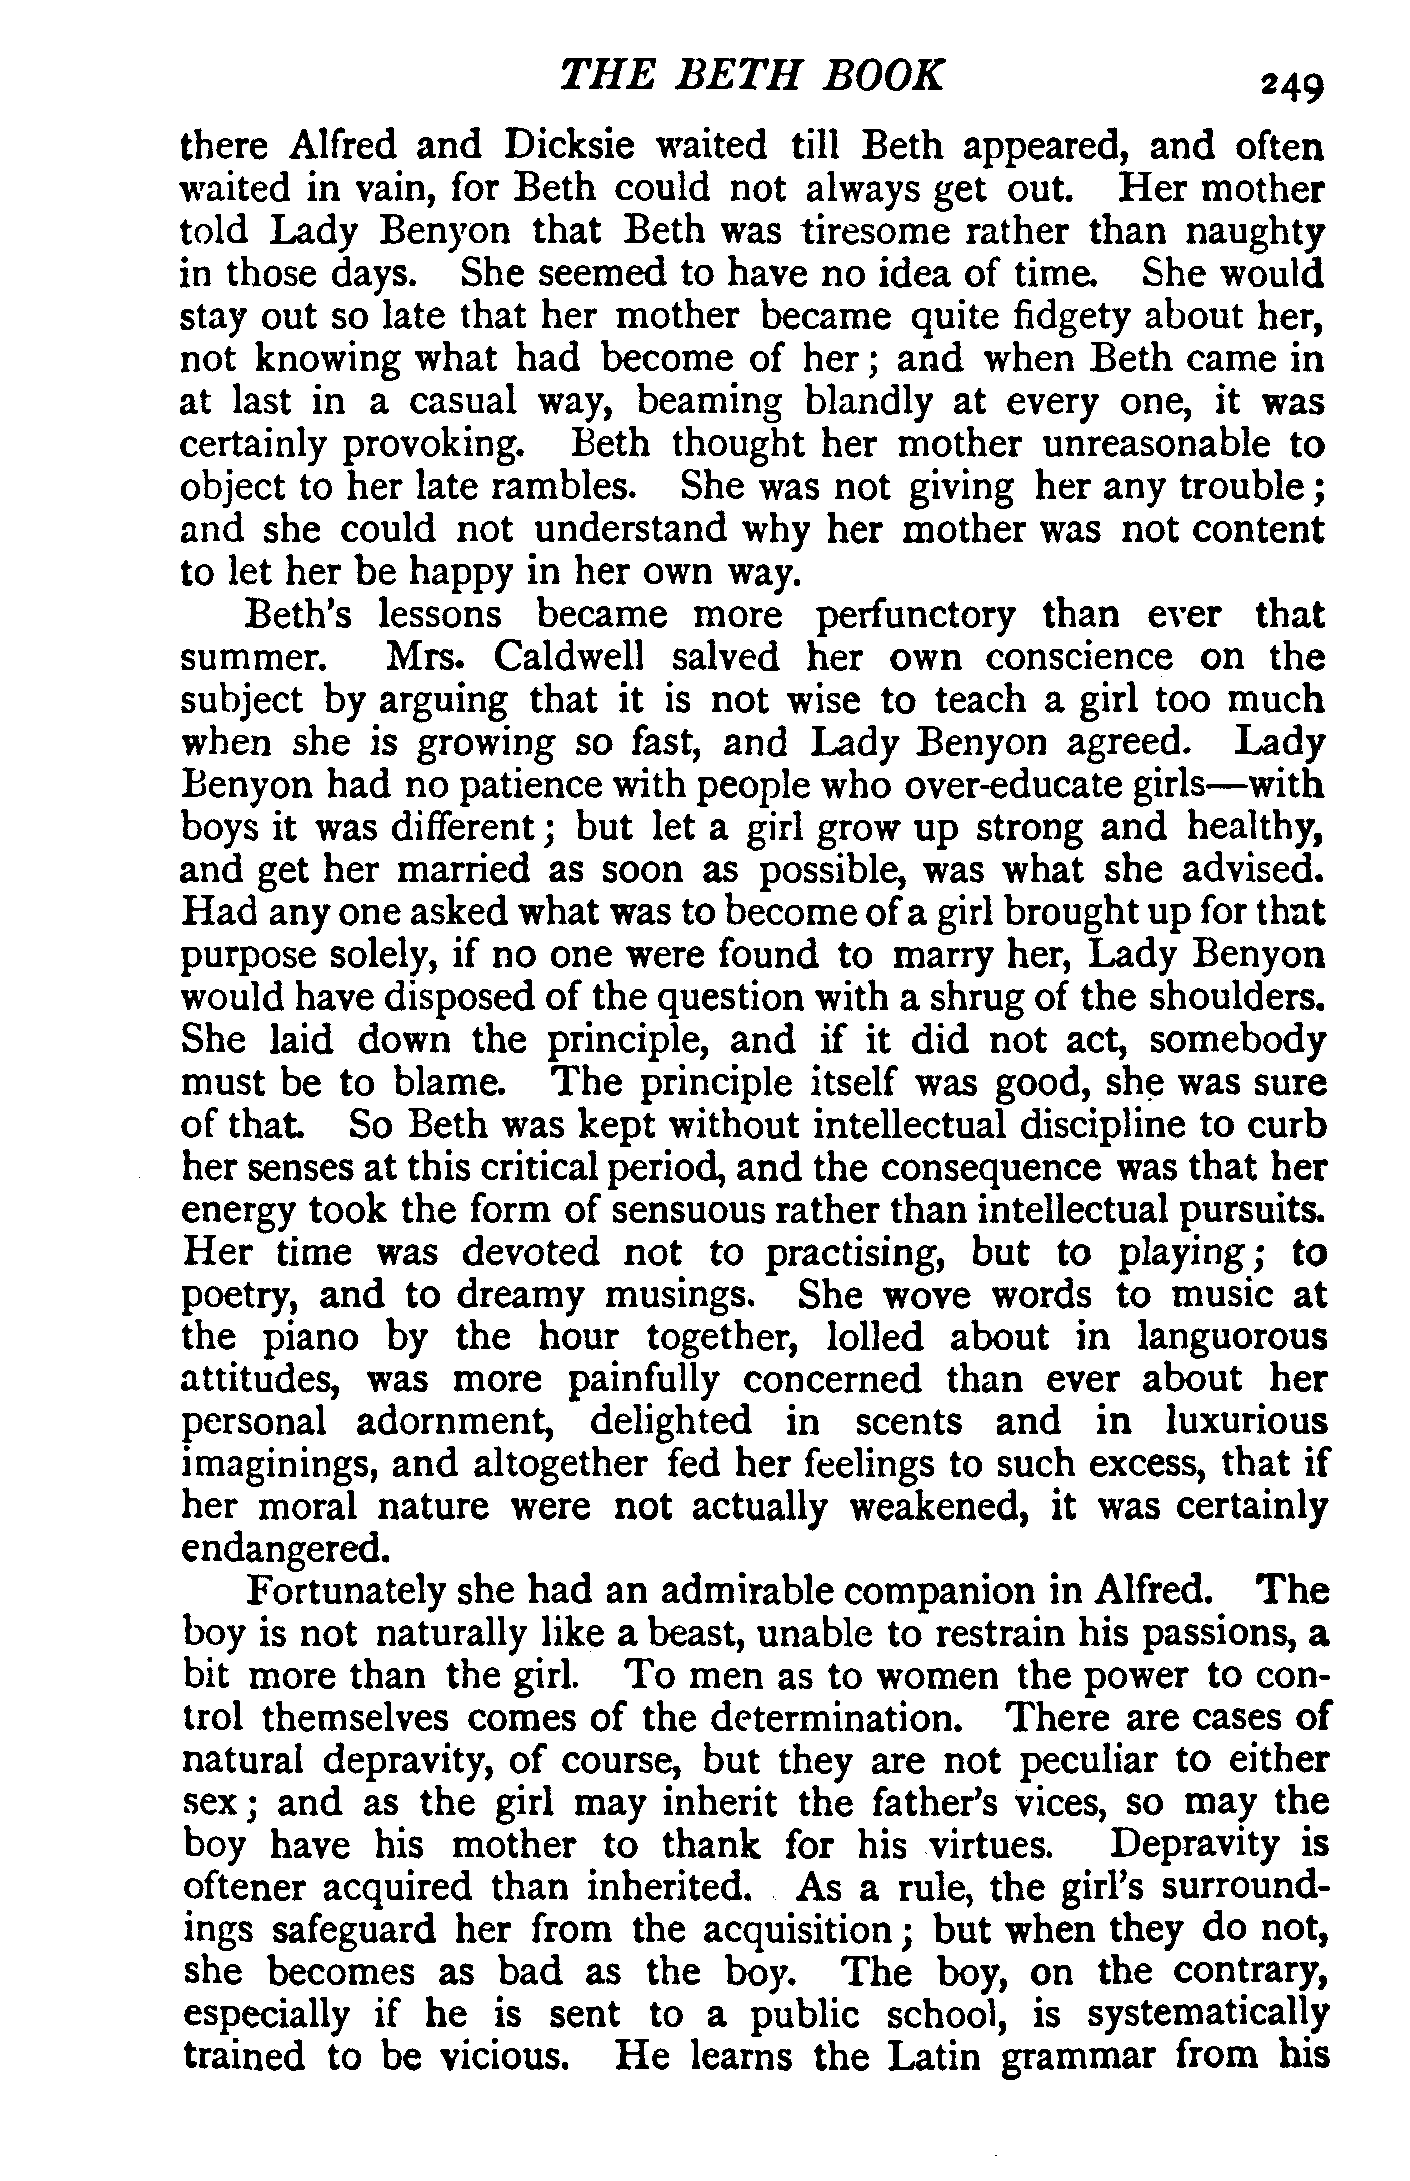 THE BETH BOOK 249
there Alfred and Dicksie waited till Beth appeared, and often
waited in vain, for Beth could not always get out. Her mother
told Lady Benyon that Beth was tiresome rather than naughty
in those days. She seemed to have no idea of time. She would
stay out so late that her mother became quite fidgety about her,
not knowing what had become of her; and when Beth came in
at last in a casual way, beaming blandly at every one, it was
certainly provoking. Beth thought her mother unreasonable to
object to her late rambles. She was not giving her any trouble;
and she could not understand why her mother was not content
to let her be happy in her own way.
Beth's lessons became more perfunctory than ever that
summer. Mrs. Caldwell salved her own conscience on the
subject by arguing that it is not wise to teach a girl too much
when she is growing so fast, and Lady Benyon agreed. Lady
Benyon had no patience with people who over-educate girls—with
boys it was different; but let a girl grow up strong and healthy,
and get her married as soon as possible, was what she advised.
Had any one asked what was to become of a girl brought up for that
purpose solely, if no one were found to marry her, Lady Benyon
would have disposed of the question with a shrug of the shoulders.
She laid down the principle, and if it did not act, somebody
must be to blame. The principle itself was good, she was sure
of that. So Beth was kept without intellectual discipline to curb
her senses at this critical period, and the consequence was that her
energy took the form of sensuous rather than intellectual pursuits.
Her time was devoted not to practising, but to playing; to
poetry, and to dreamy musings. She wove words to music at
the piano by the hour together, lolled about in languorous
attitudes, was more painfully concerned than ever about her
personal adornment, delighted in scents and in luxurious
imaginings, and altogether fed her feelings to such excess, that if
her moral nature were not actually weakened, it was certainly
endangered.
Fortunately she had an admirable companion in Alfred. The
boy is not naturally like a beast, unable to restrain his passions, a
bit more than the girl. To men as to women the power to con-
trol themselves comes of the determination. There are cases of
natural depravity, of course, but they are not peculiar to either
sex; and as the girl may inherit the father's vices, so may the
boy have his mother to thank for his virtues. Depravity is
oftener acquired than inherited. As a rule, the girl's surround-
ings safeguard her from the acquisition; but when they do not,
she becomes as bad as the boy. The boy, on the contrary,
especially if he is sent to a public school, is systematically
trained to be vicious. He learns the Latin grammar from his